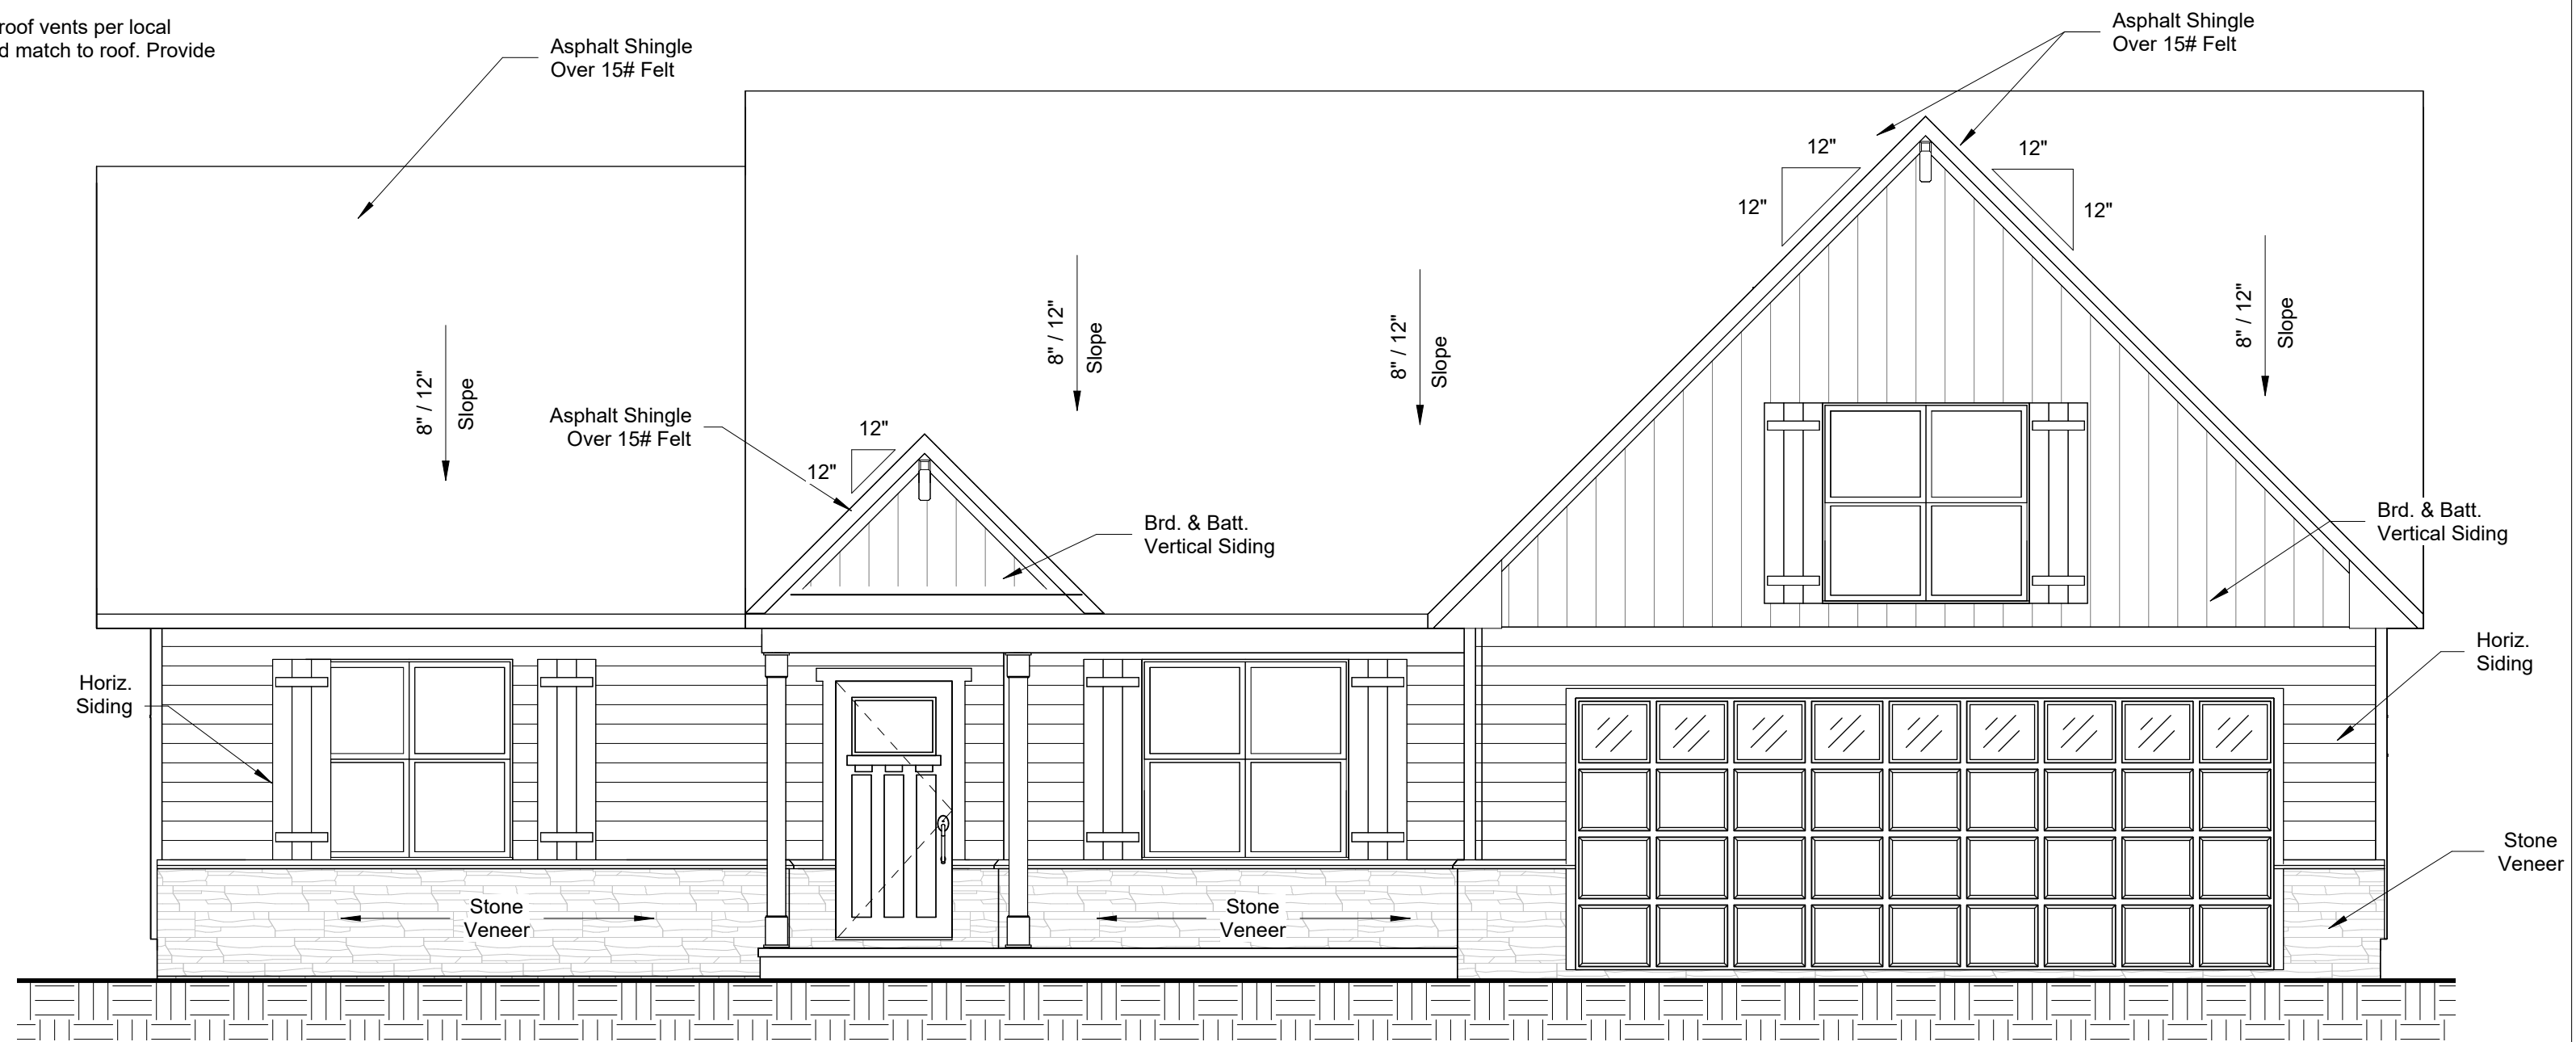 roof vents per local
d match to roof. Provide
Asphalt Shingle
Over 15# Felt
Asphalt Shingle
Over 15# Felt
12"
12"
12"
12"
8" / 12"
Slope
8" / 12"
Slope
8" / 12"
Slope
8" / 12"
Slope
Asphalt Shingle
Over 15# Felt
12"
12"
Brd. & Batt.
Vertical Siding
Brd. & Batt.
Vertical Siding
Horiz.
Siding
Horiz.
Siding
Stone
Veneer
Stone
Veneer
Stone
Veneer